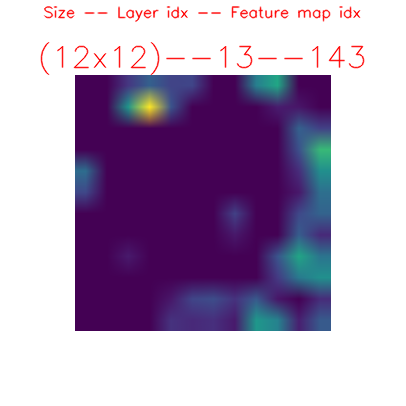 Size -- Layer idx -- Feature map idx
(12x12)--13--143